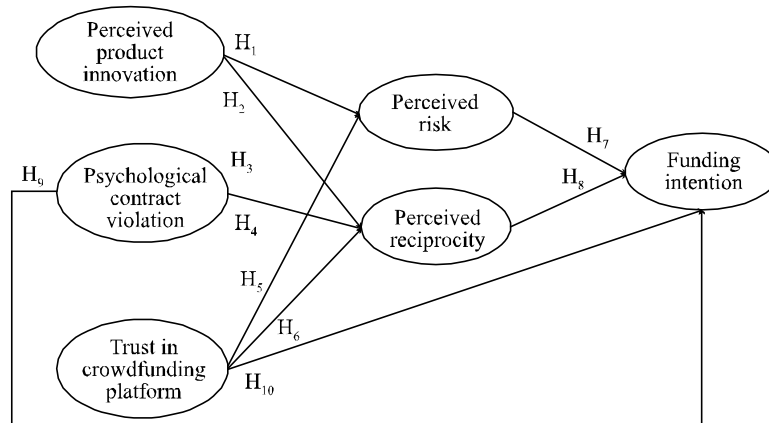 Perceived
product
innovation
H1
H2
Perceived
risk
H7
Funding
intention
H9
Psychological
contract
violation
H3
H4
Perceived
reciprocity
H8
H5
H6
Trust in
crowdfunding
platform
H10